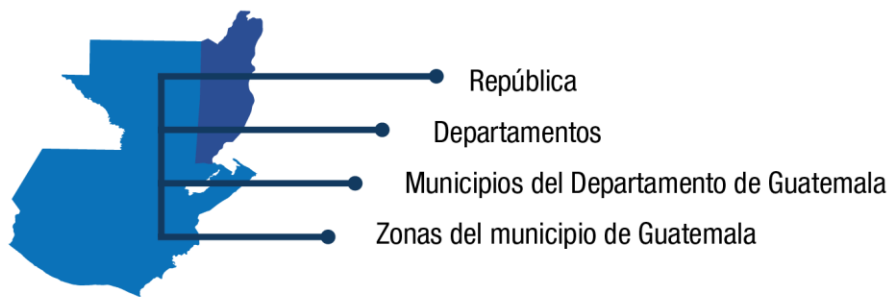 República
Departamentos
Municipios del Departamento de Guatemala
Zonas del municipio de Guatemala